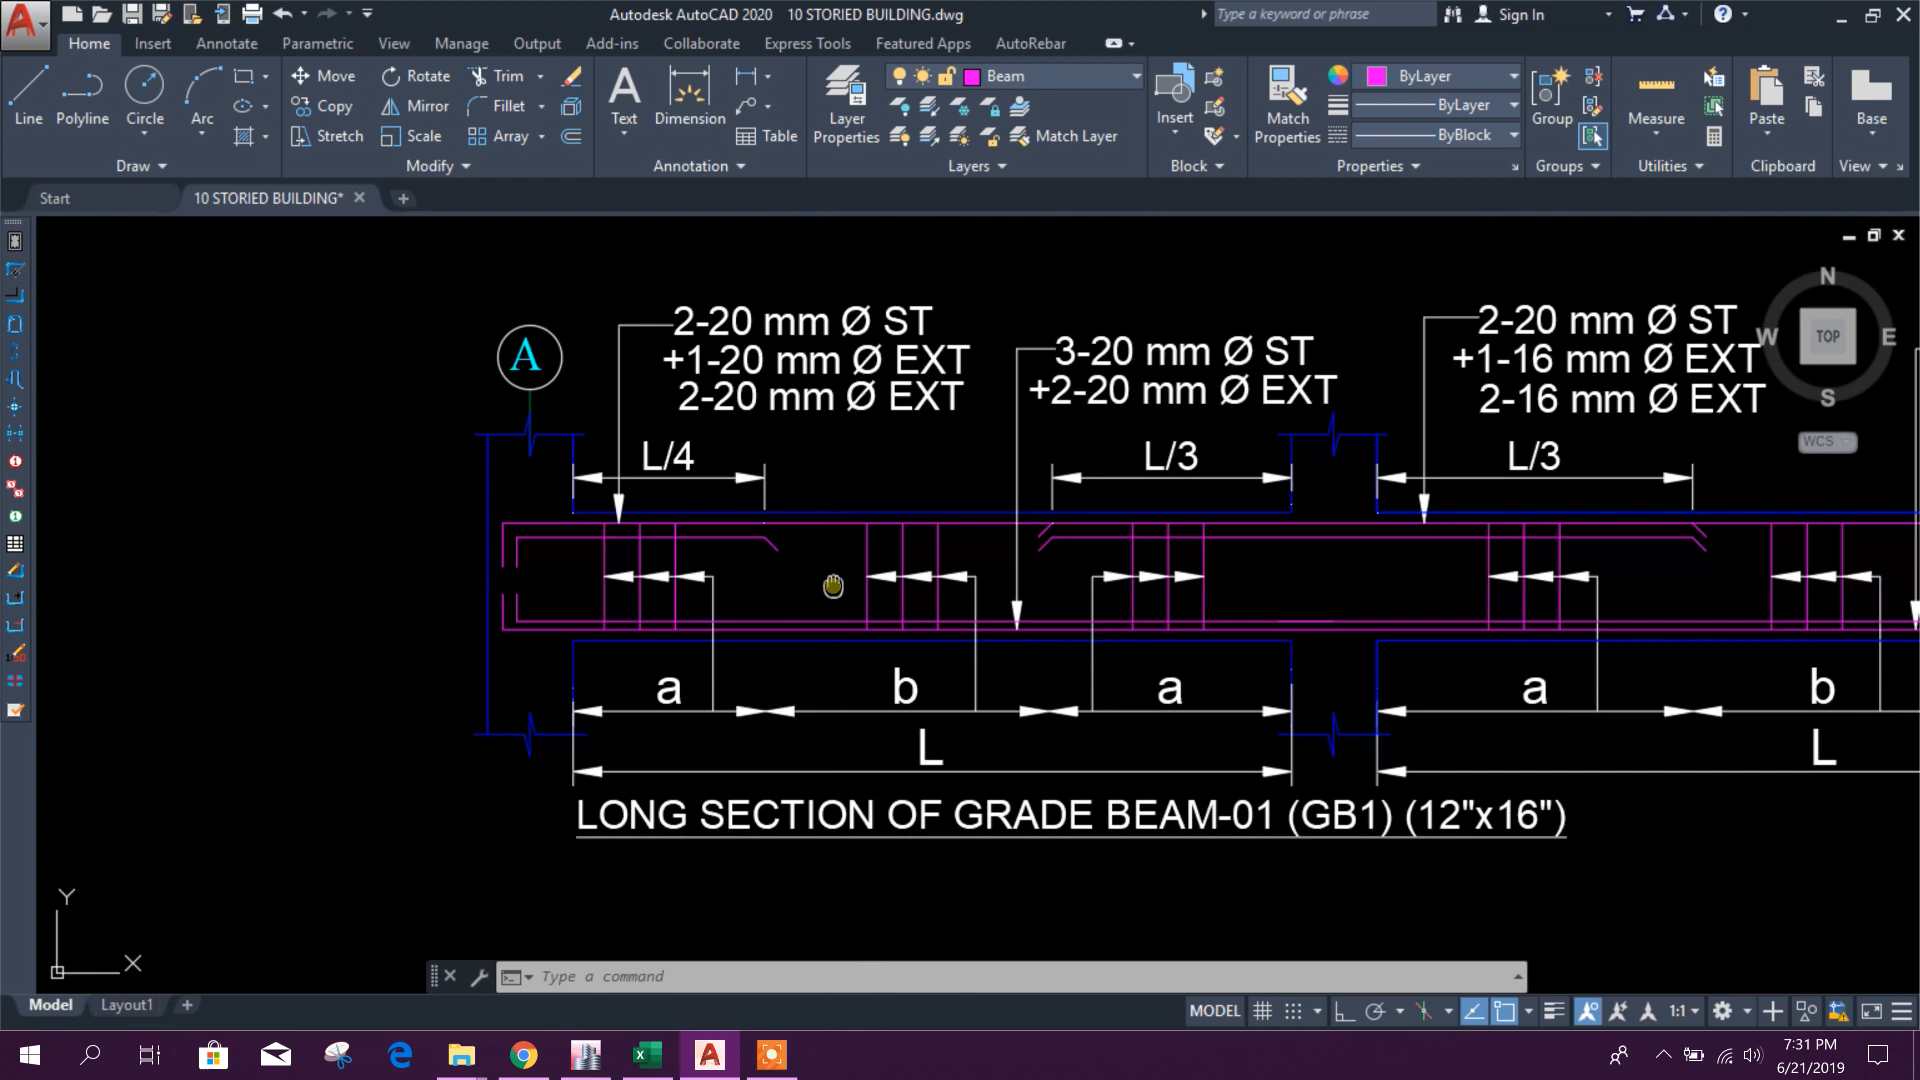 Autodesk AutoCAD 2020 10 STORIED BUILDING.dwg
Type a keyword or phrase
Sign In
Home Insert Annotate Parametric View Manage Output Add-ins Collaborate Express Tools Featured Apps AutoRebar
Line Polyline Circle Arc
Move Rotate Trim
Copy Mirror Fillet
Stretch Scale Array
Text Dimension Table
Layer Properties
Beam
Match Layer
Insert
Match Properties
ByLayer
ByLayer
ByBlock
Group
Measure
Paste
Base
Draw Modify Annotation Layers Block Properties Groups Utilities Clipboard View
Start 10 STORIED BUILDING*
N
W TOP E
S
WCS
A
2-20 mm Ø ST
+1-20 mm Ø EXT
2-20 mm Ø EXT
3-20 mm Ø ST
+2-20 mm Ø EXT
2-20 mm Ø ST
+1-16 mm Ø EXT
2-16 mm Ø EXT
L/4 L/3 L/3
a b a a b
L L
LONG SECTION OF GRADE BEAM-01 (GB1) (12"x16")
Y
X
Type a command
Model Layout1
MODEL 1:1
7:31 PM
6/21/2019